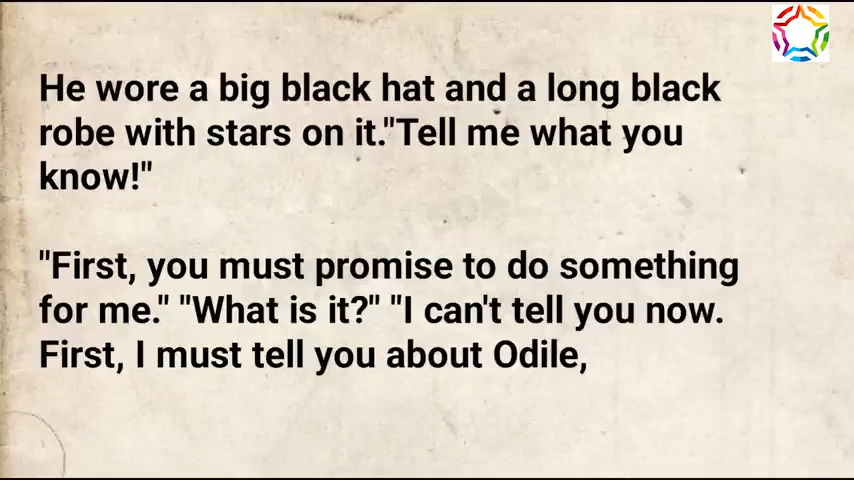 He wore a big black hat and a long black
robe with stars on it."Tell me what you
know!"
"First, you must promise to do something
for me." "What is it?" "I can't tell you now.
First, I must tell you about Odile,